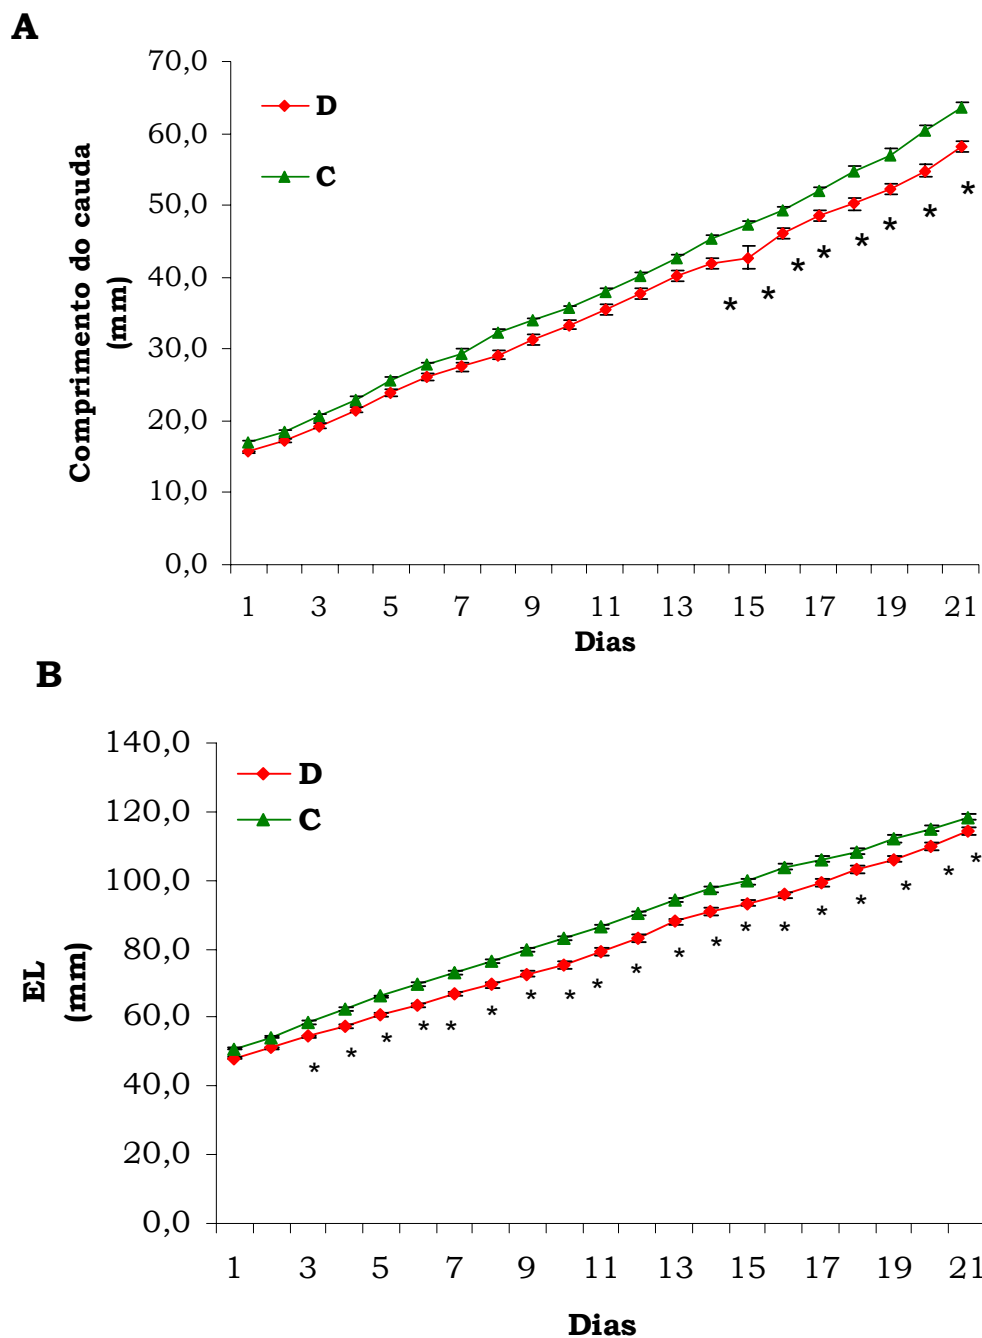 A
70,0
60,0
50,0
40,0
30,0
20,0
10,0
0,0
Comprimento do cauda
(mm)
D
C
* * * * * * * *
1 3 5 7 9 11 13 15 17 19 21
Dias
B
140,0
120,0
100,0
80,0
60,0
40,0
20,0
0,0
EL
(mm)
D
C
* * * * * * * * * * * * * * * * * * *
1 3 5 7 9 11 13 15 17 19 21
Dias